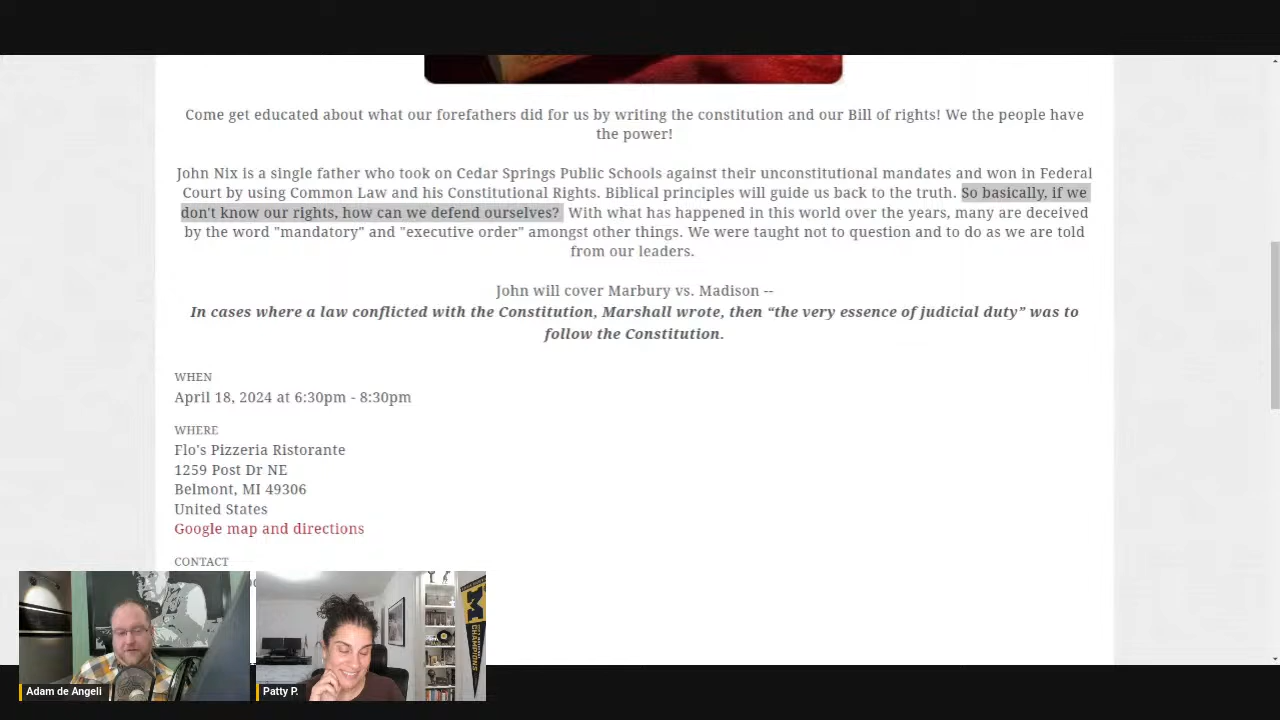 Come get educated about what our forefathers did for us by writing the constitution and our Bill of rights! We the people have
the power!
John Nix is a single father who took on Cedar Springs Public Schools against their unconstitutional mandates and won in Federal
Court by using Common Law and his Constitutional Rights. Biblical principles will guide us back to the truth. So basically, if we
don't know our rights, how can we defend ourselves? With what has happened in this world over the years, many are deceived
by the word "mandatory" and "executive order" amongst other things. We were taught not to question and to do as we are told
from our leaders.
John will cover Marbury vs. Madison --
In cases where a law conflicted with the Constitution, Marshall wrote, then “the very essence of judicial duty” was to
follow the Constitution.
WHEN
April 18, 2024 at 6:30pm - 8:30pm
WHERE
Flo's Pizzeria Ristorante
1259 Post Dr NE
Belmont, MI 49306
United States
Google map and directions
CONTACT
M
CHAMPIONS
Adam de Angeli
Patty P.